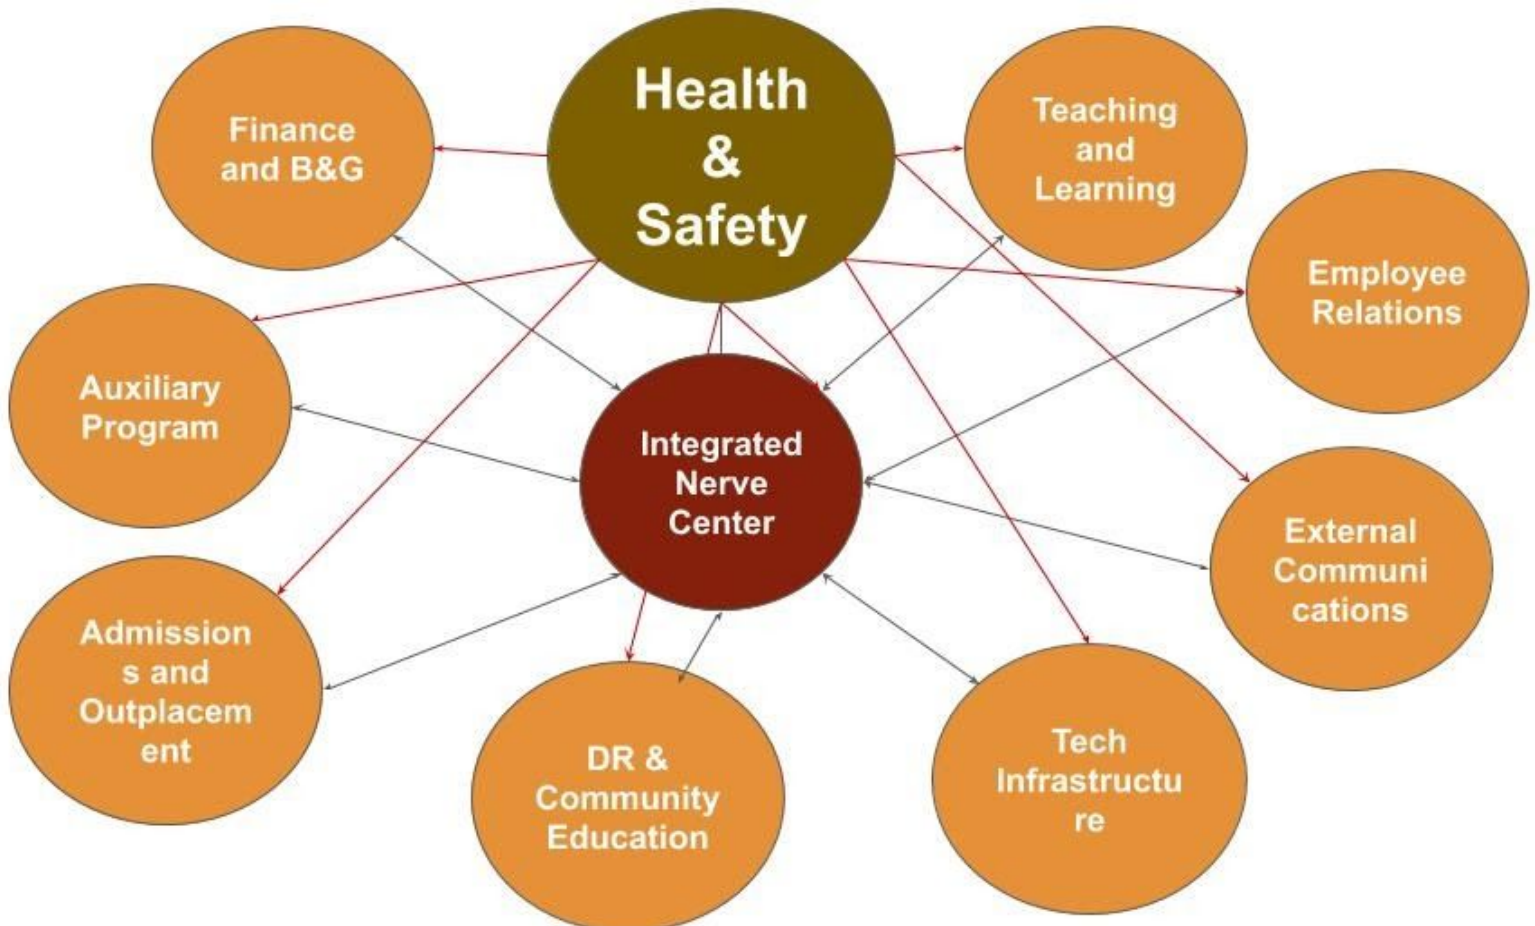 Health
&
Safety
Finance
and B&G
Teaching
and
Learning
Employee
Relations
Auxiliary
Program
Integrated
Nerve
Center
External
Communi
cations
Admission
s and
Outplacem
ent
DR &
Community
Education
Tech
Infrastructu
re